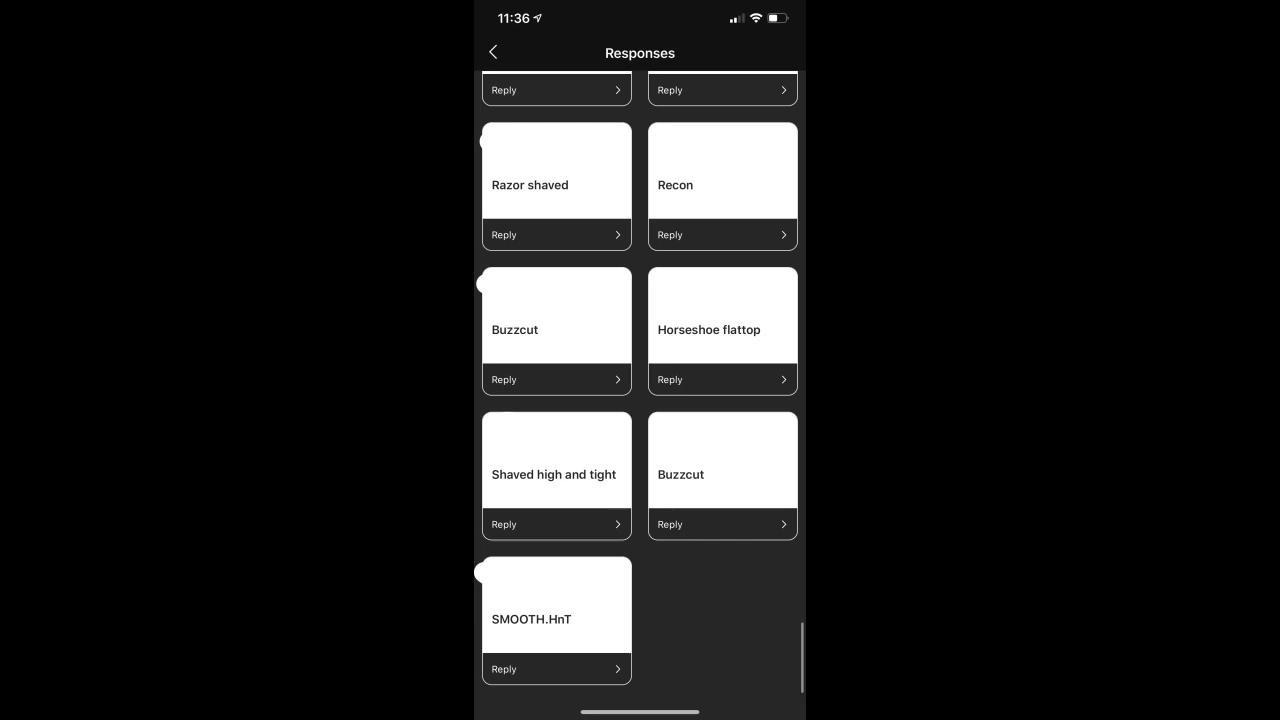 11:36
Responses
Reply
Reply
Razor shaved
Recon
Reply
Reply
Buzzcut
Horseshoe flattop
Reply
Reply
Shaved high and tight
Buzzcut
Reply
Reply
SMOOTH.HnT
Reply